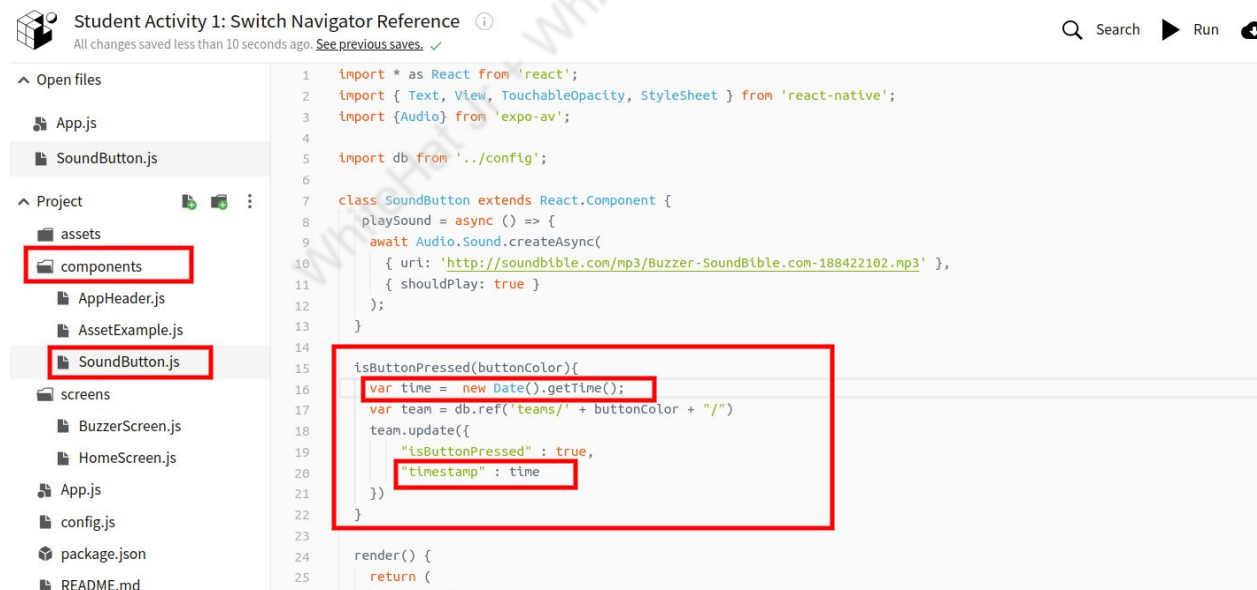 Student Activity 1: Switch Navigator Reference
All changes saved less than 10 seconds ago. See previous saves.
Search
Run
Open files
App.js
SoundButton.js
Project
assets
components
AppHeader.js
AssetExample.js
SoundButton.js
screens
BuzzerScreen.js
HomeScreen.js
App.js
config.js
package.json
README.md
1 import * as React from 'react';
2 import { Text, View, TouchableOpacity, StyleSheet } from 'react-native';
3 import {Audio} from 'expo-av';
4
5 import db from '../config';
6
7 class SoundButton extends React.Component {
8 playSound = async () => {
9 await Audio.Sound.createAsync(
10 { uri: 'http://soundbible.com/mp3/Buzzer-SoundBible.com-188422102.mp3' },
11 { shouldPlay: true }
12 );
13 }
14
15 isButtonPressed(buttonColor){
16 var time =  new Date().getTime();
17 var team = db.ref('teams/' + buttonColor + "/")
18 team.update({
19 "isButtonPressed" : true,
20 "timestamp" : time
21 })
22 }
23
24 render() {
25 return (
WhiteHat Jr + Whi